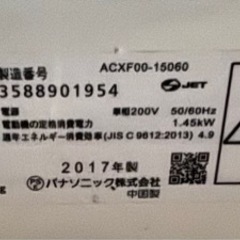 製造番号
ACXF00-15060
3588901954
JET
電源 単相200V 50/60Hz
電動機の定格消費電力 1.45kW
通年エネルギー消費効率(JIS C 9612:2013) 4.9
2017年製
PSE パナソニック株式会社
中国製